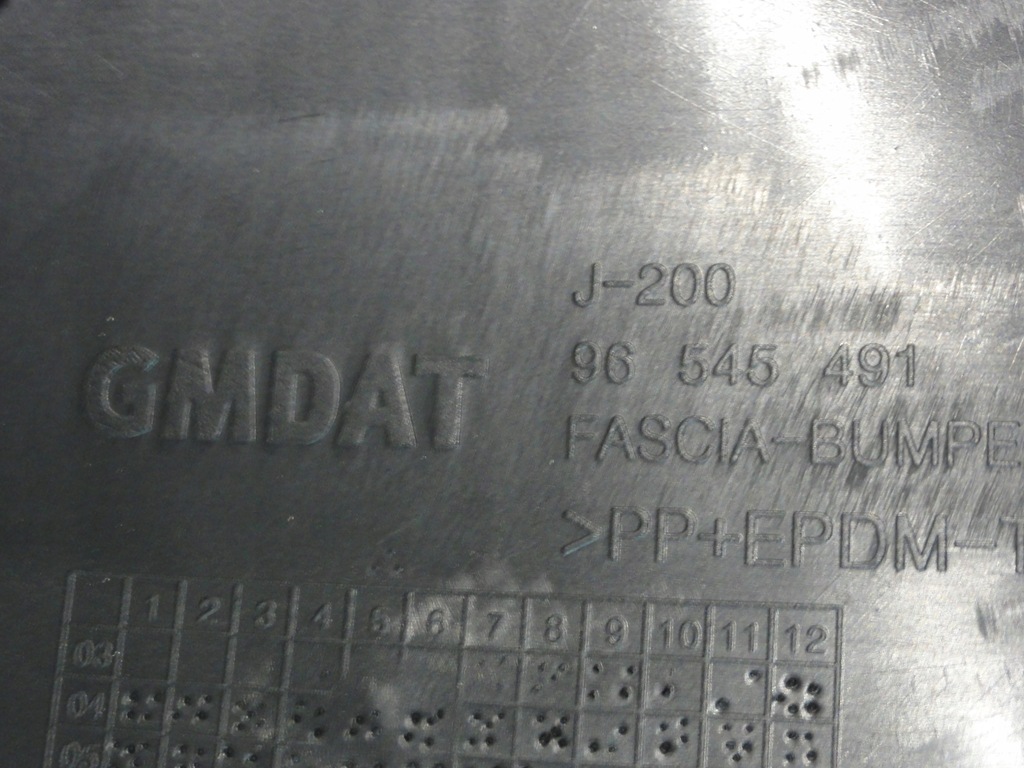 J-200
GMDAT
96 545 491
FASCIA-BUMPE
>PP+EPDM-T
1 2 3 4 5 6 7 8 9 10 11 12
03
04
05